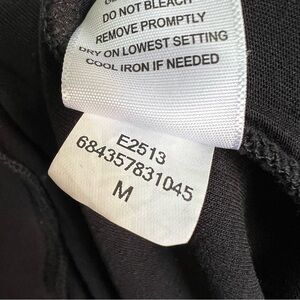 DO NOT BLEACH
REMOVE PROMPTLY
DRY ON LOWEST SETTING
COOL IRON IF NEEDED
E2513
684357831045
M